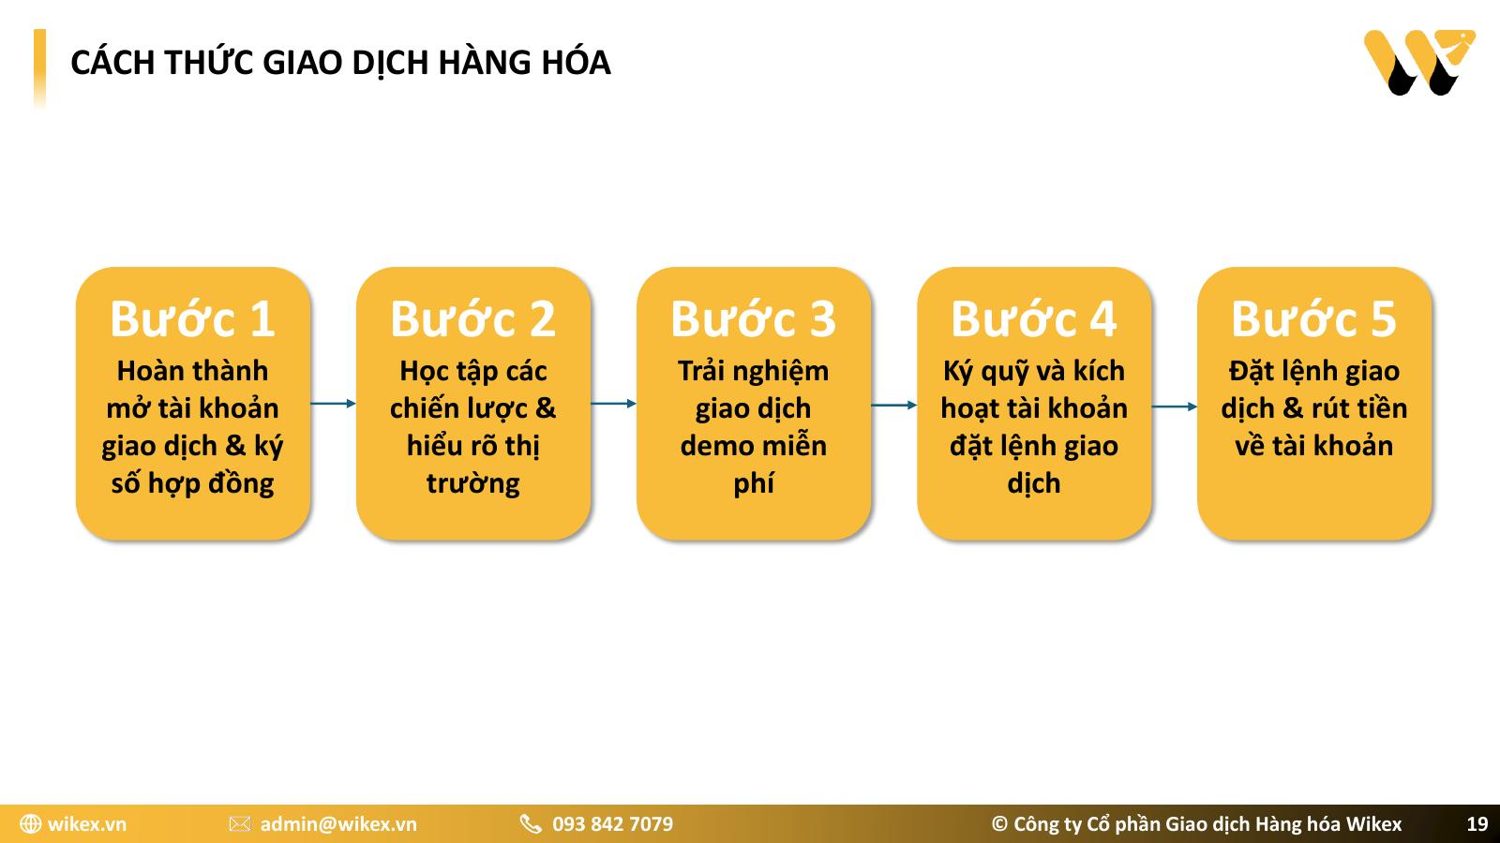 CÁCH THỨC GIAO DỊCH HÀNG HÓA
Bước 1
Hoàn thành
mở tài khoản
giao dịch & ký
số hợp đồng
Bước 2
Học tập các
chiến lược &
hiểu rõ thị
trường
Bước 3
Trải nghiệm
giao dịch
demo miễn
phí
Bước 4
Ký quỹ và kích
hoạt tài khoản
đặt lệnh giao
dịch
Bước 5
Đặt lệnh giao
dịch & rút tiền
về tài khoản
wikex.vn
admin@wikex.vn
093 842 7079
© Công ty Cổ phần Giao dịch Hàng hóa Wikex
19